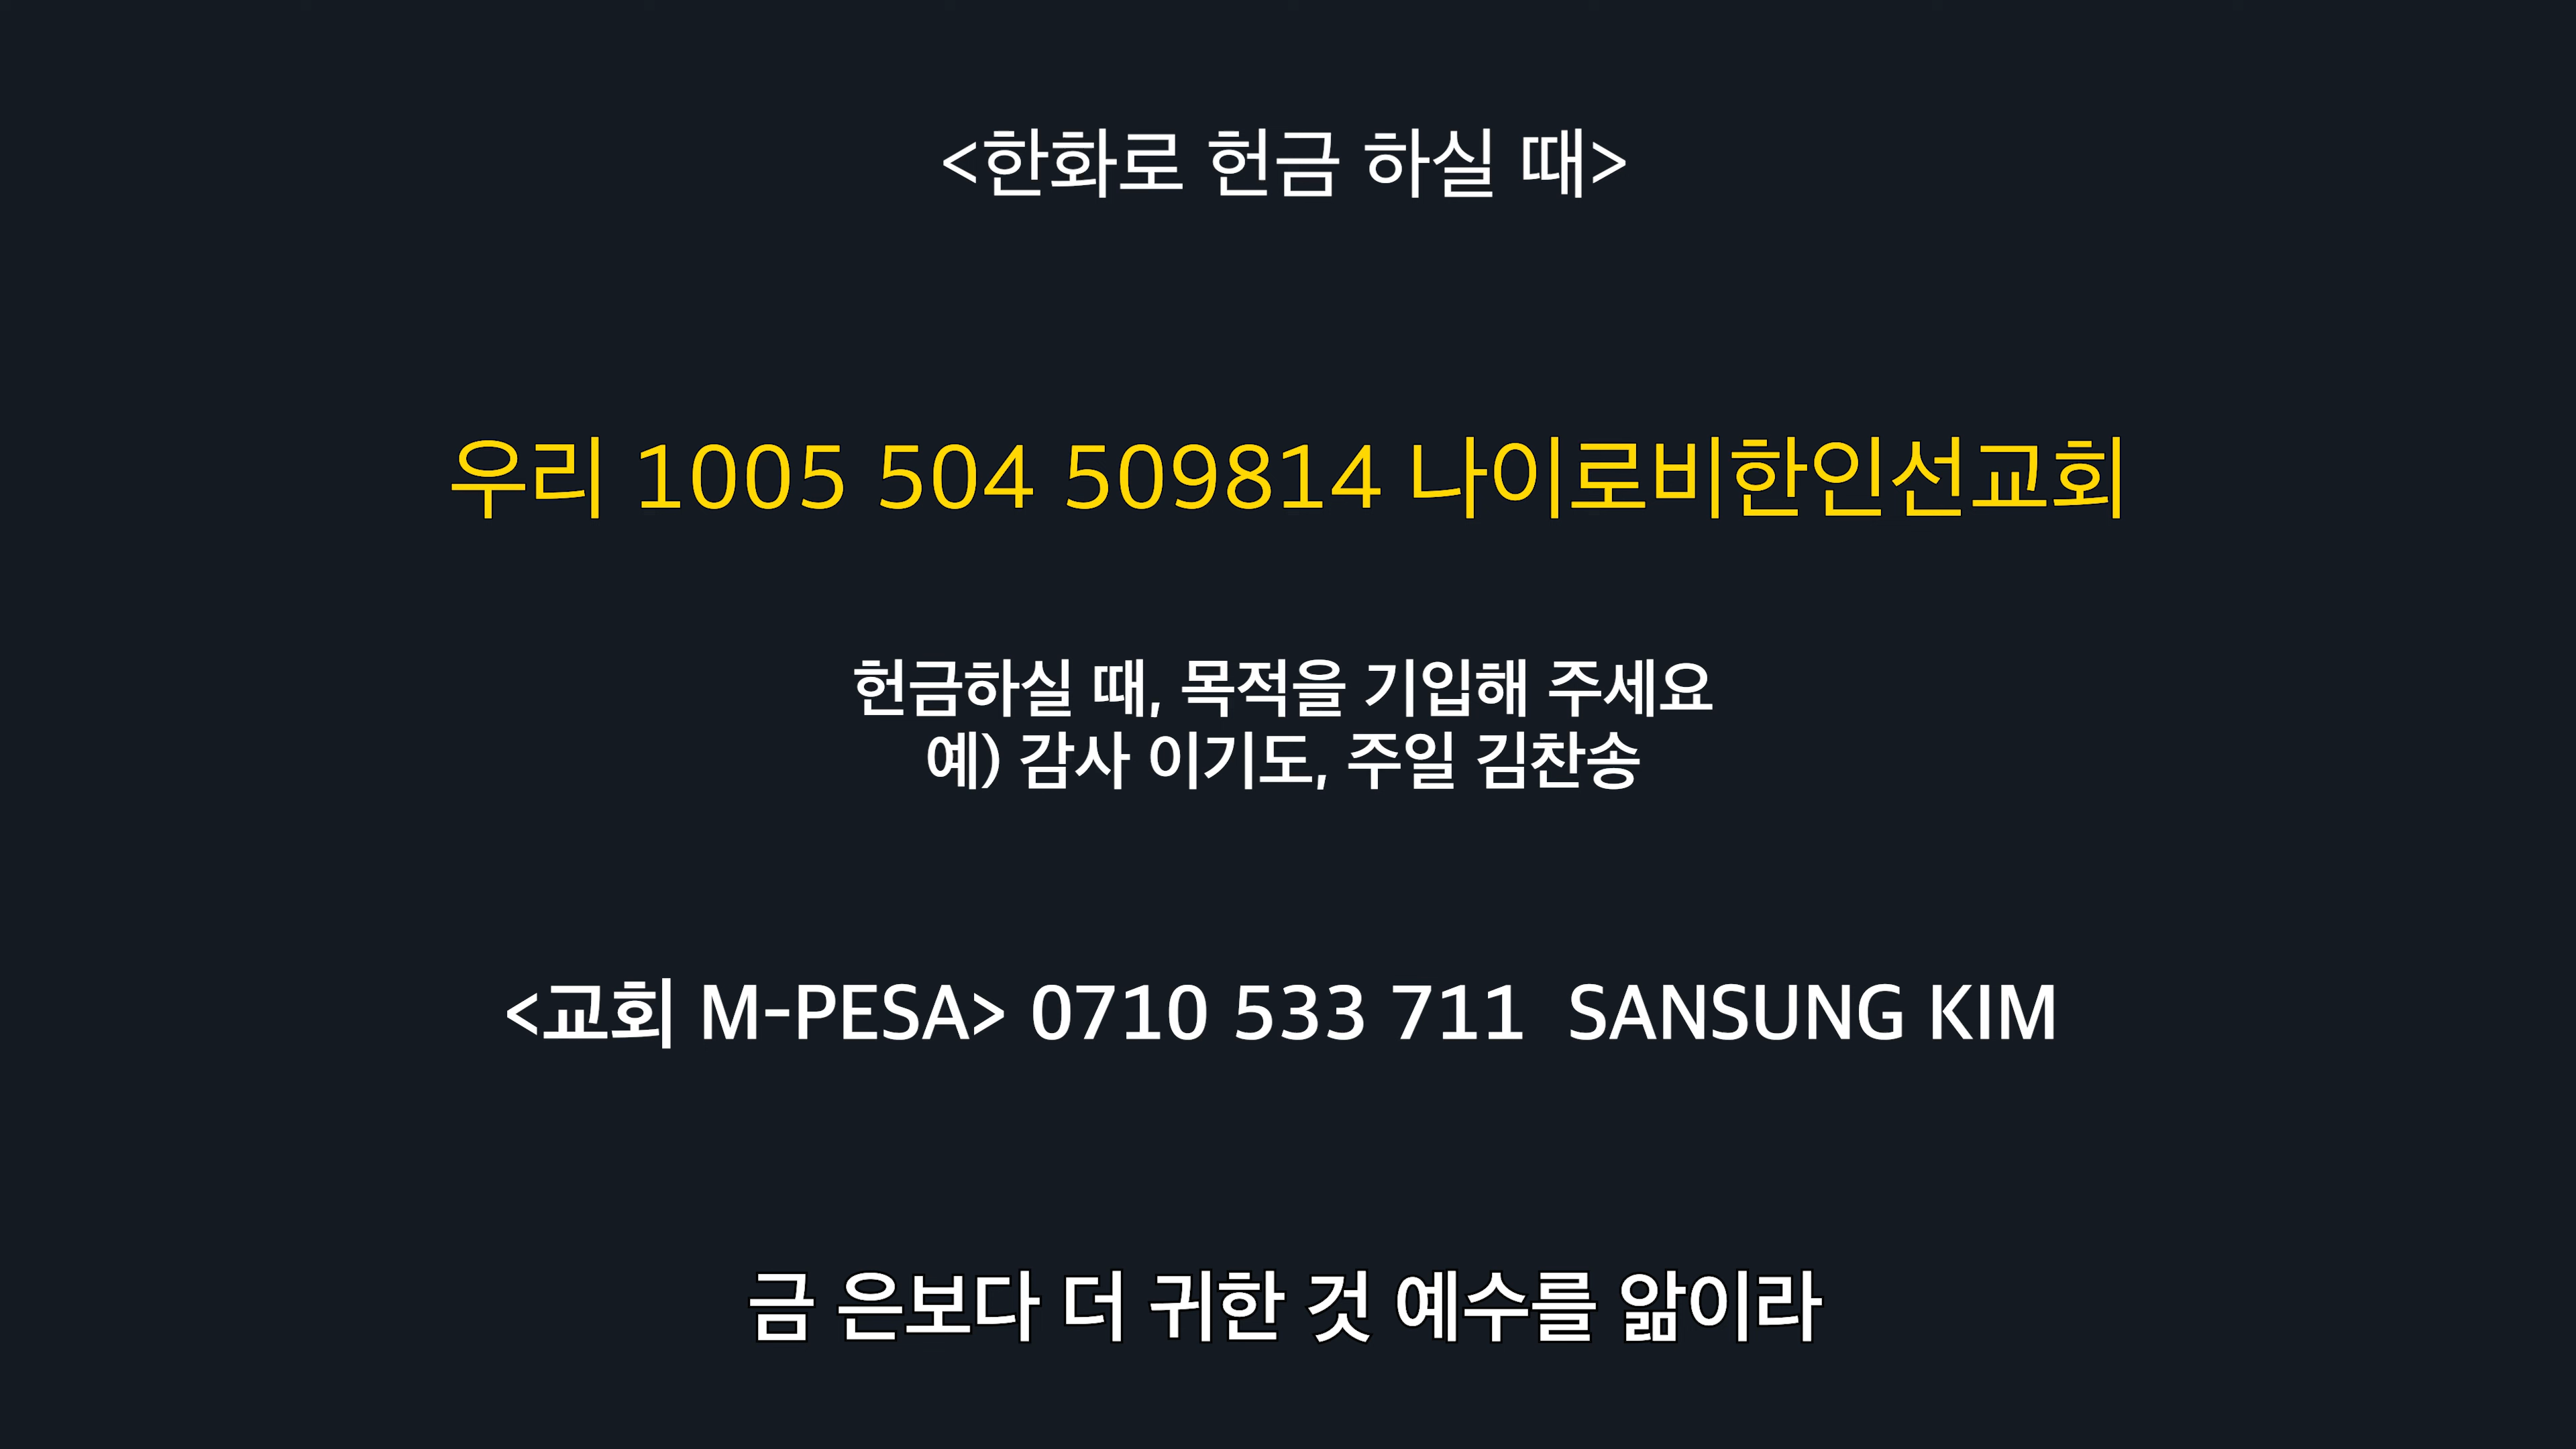 <한화로 헌금 하실 때>
우리 1005 504 509814 나이로비한인선교회
헌금하실 때, 목적을 기입해 주세요
예) 감사 이기도, 주일 김찬송
<교회 M-PESA> 0710 533 711  SANSUNG KIM
금 은보다 더 귀한 것 예수를 앎이라